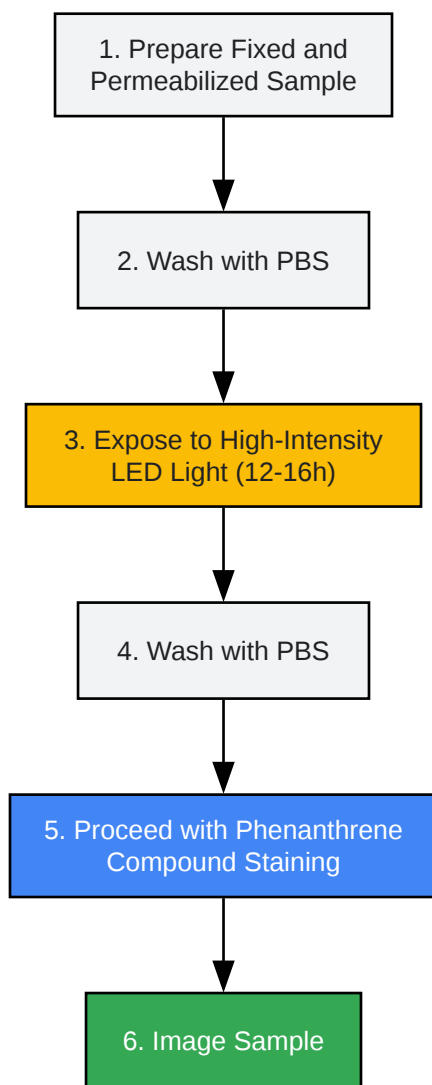 1. Prepare Fixed and
Permeabilized Sample
2. Wash with PBS
3. Expose to High-Intensity
LED Light (12-16h)
4. Wash with PBS
5. Proceed with Phenanthrene
Compound Staining
6. Image Sample